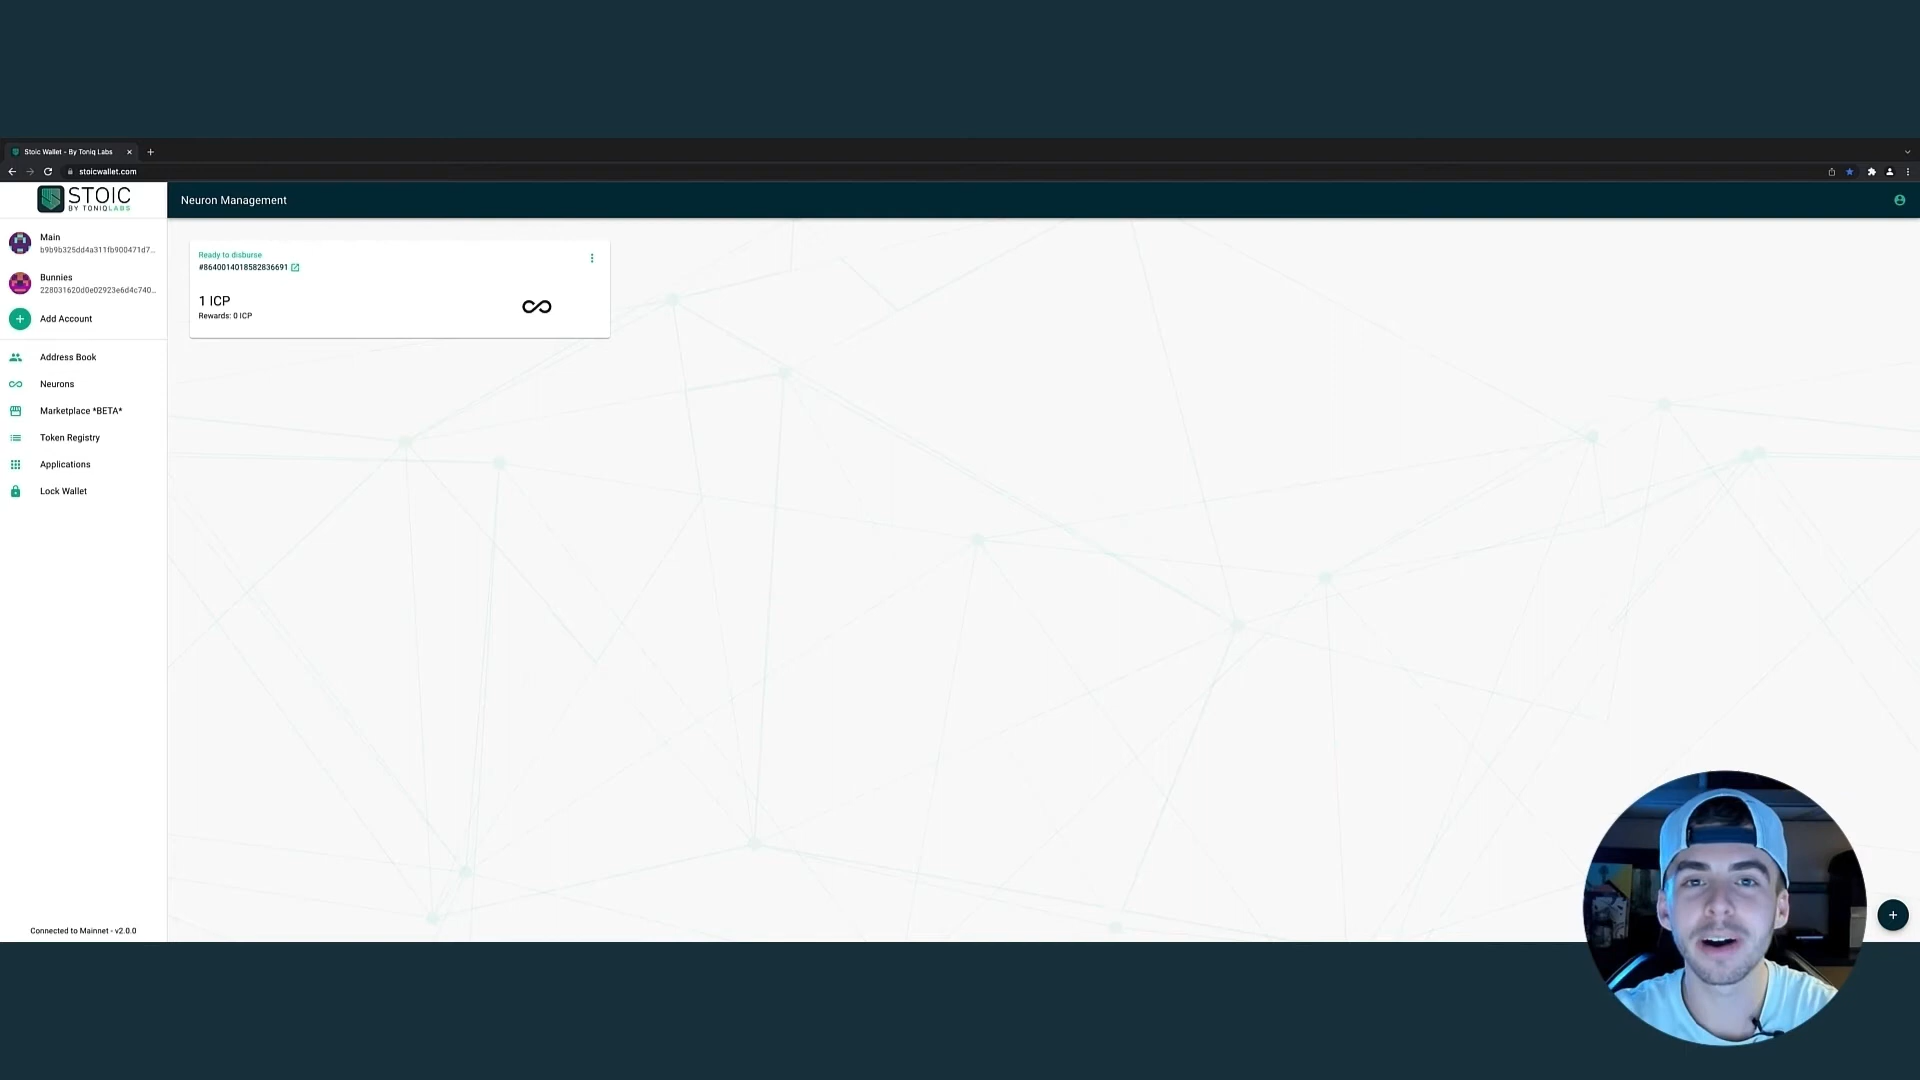 Stoic Wallet - By Toniq Labs
stoicwallet.com
STOIC
BY TONIQLABS
Neuron Management
Main
b9b9b325dd4a311fb900471d7...
Bunnies
228031620d0e02923e6d4c740...
Add Account
Address Book
Neurons
Marketplace *BETA*
Token Registry
Applications
Lock Wallet
Ready to disburse
#8640014018582836691
1 ICP
Rewards: 0 ICP
Connected to Mainnet - v2.0.0